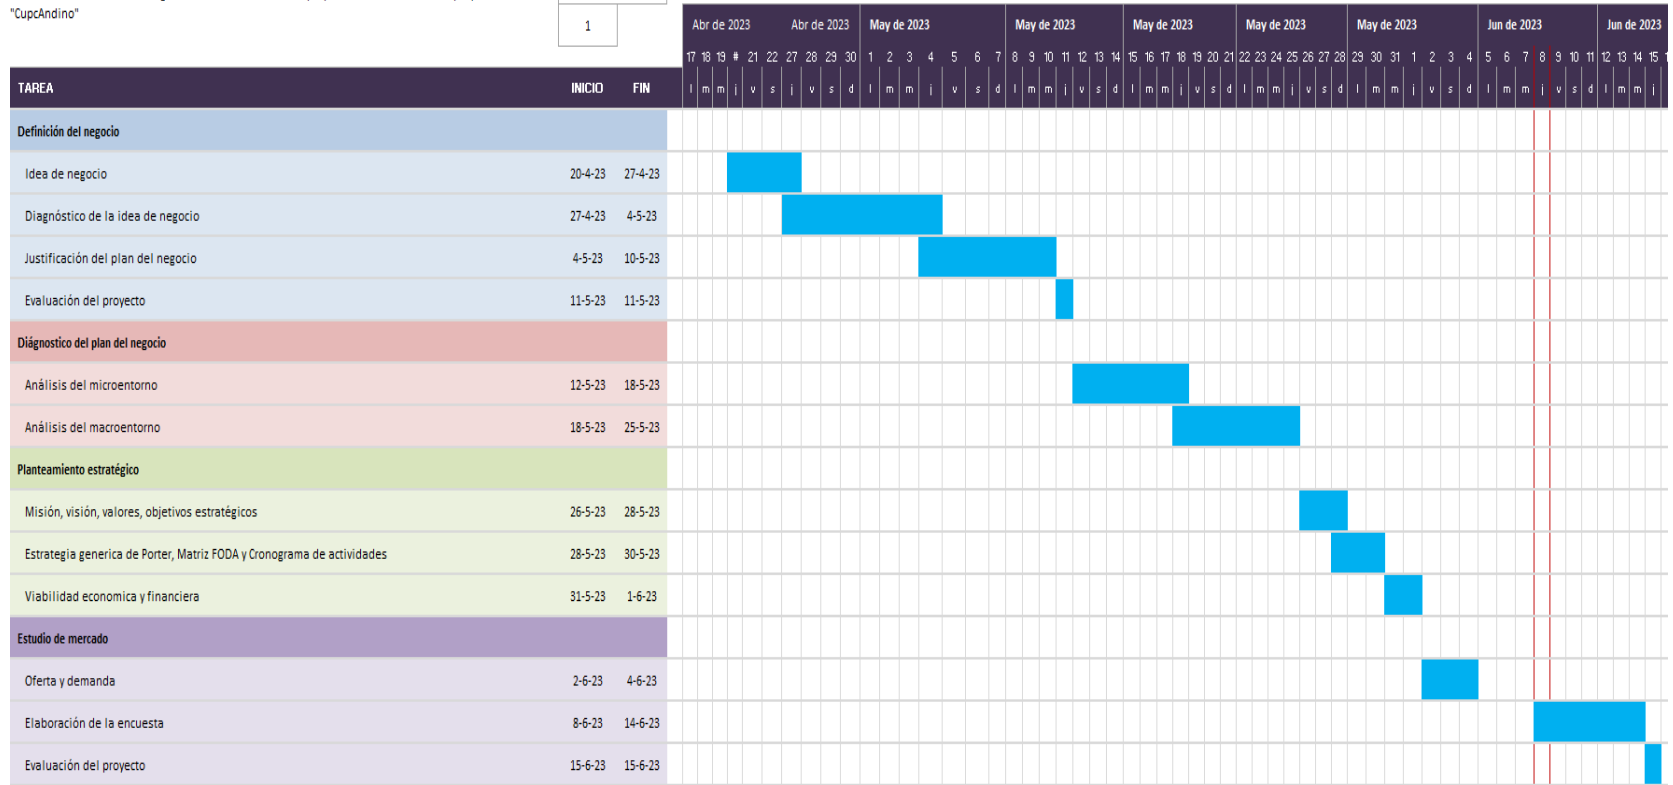 "CupcAndino"
1
Abr de 2023 Abr de 2023 May de 2023 May de 2023 May de 2023 May de 2023 May de 2023 Jun de 2023 Jun de 2023
17 18 19 # 21 22 27 28 29 30 1 2 3 4 5 6 7 8 9 10 11 12 13 14 15 16 17 18 19 20 21 22 23 24 25 26 27 28 29 30 31 1 2 3 4 5 6 7 8 9 10 11 12 13 14 15
TAREA INICIO FIN l m m j v s j v s d l m m j v s d l m m j v s d l m m j v s d l m m j v s d l m m j v s d l m m j v s d l m m j
Definición del negocio
Idea de negocio 20-4-23 27-4-23
Diagnóstico de la idea de negocio 27-4-23 4-5-23
Justificación del plan del negocio 4-5-23 10-5-23
Evaluación del proyecto 11-5-23 11-5-23
Diágnostico del plan del negocio
Análisis del microentorno 12-5-23 18-5-23
Análisis del macroentorno 18-5-23 25-5-23
Planteamiento estratégico
Misión, visión, valores, objetivos estratégicos 26-5-23 28-5-23
Estrategia generica de Porter, Matriz FODA y Cronograma de actividades 28-5-23 30-5-23
Viabilidad economica y financiera 31-5-23 1-6-23
Estudio de mercado
Oferta y demanda 2-6-23 4-6-23
Elaboración de la encuesta 8-6-23 14-6-23
Evaluación del proyecto 15-6-23 15-6-23